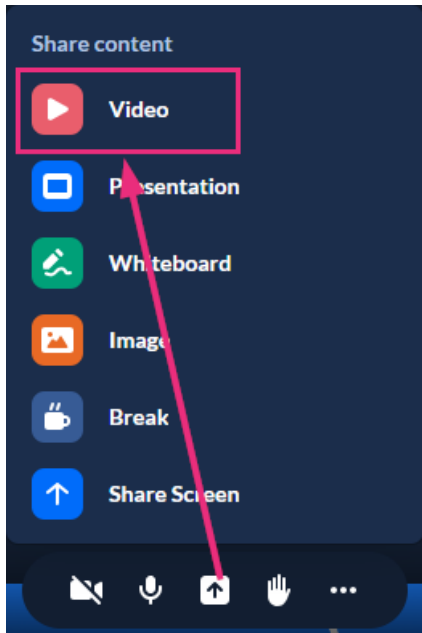 Share content
Video
Presentation
Whiteboard
Image
Break
Share Screen